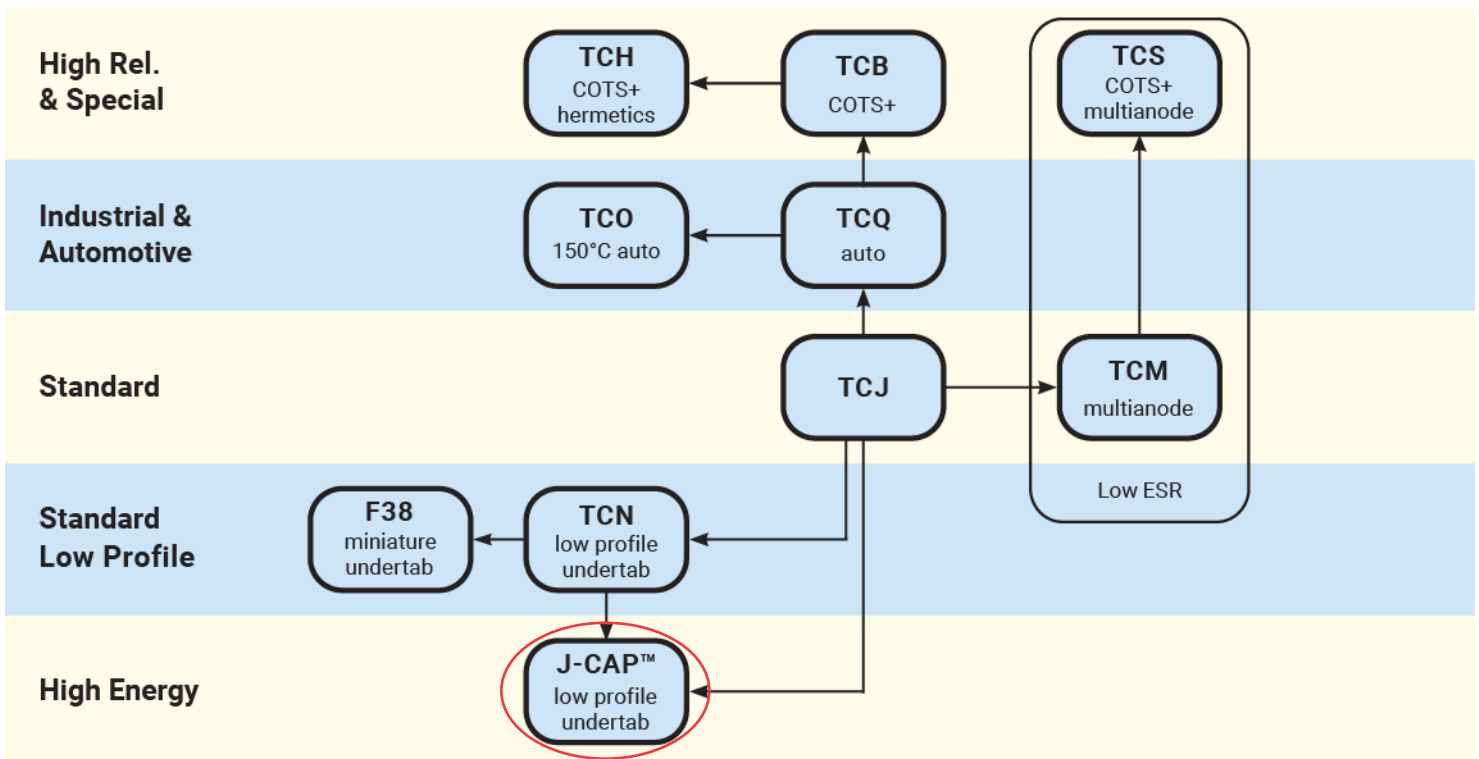 High Rel.
& Special
TCH
COTS+
hermetics
TCB
COTS+
TCS
COTS+
multianode
Industrial &
Automotive
TCO
150°C auto
TCQ
auto
Standard
TCJ
TCM
multianode
Low ESR
Standard
Low Profile
F38
miniature
undertab
TCN
low profile
undertab
High Energy
J-CAP™
low profile
undertab